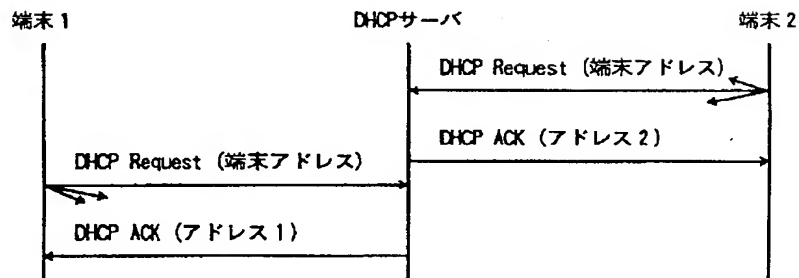 端末1 DHCPサーバ 端末2
DHCP Request (端末アドレス)
DHCP ACK (アドレス2)
DHCP Request (端末アドレス)
DHCP ACK (アドレス1)